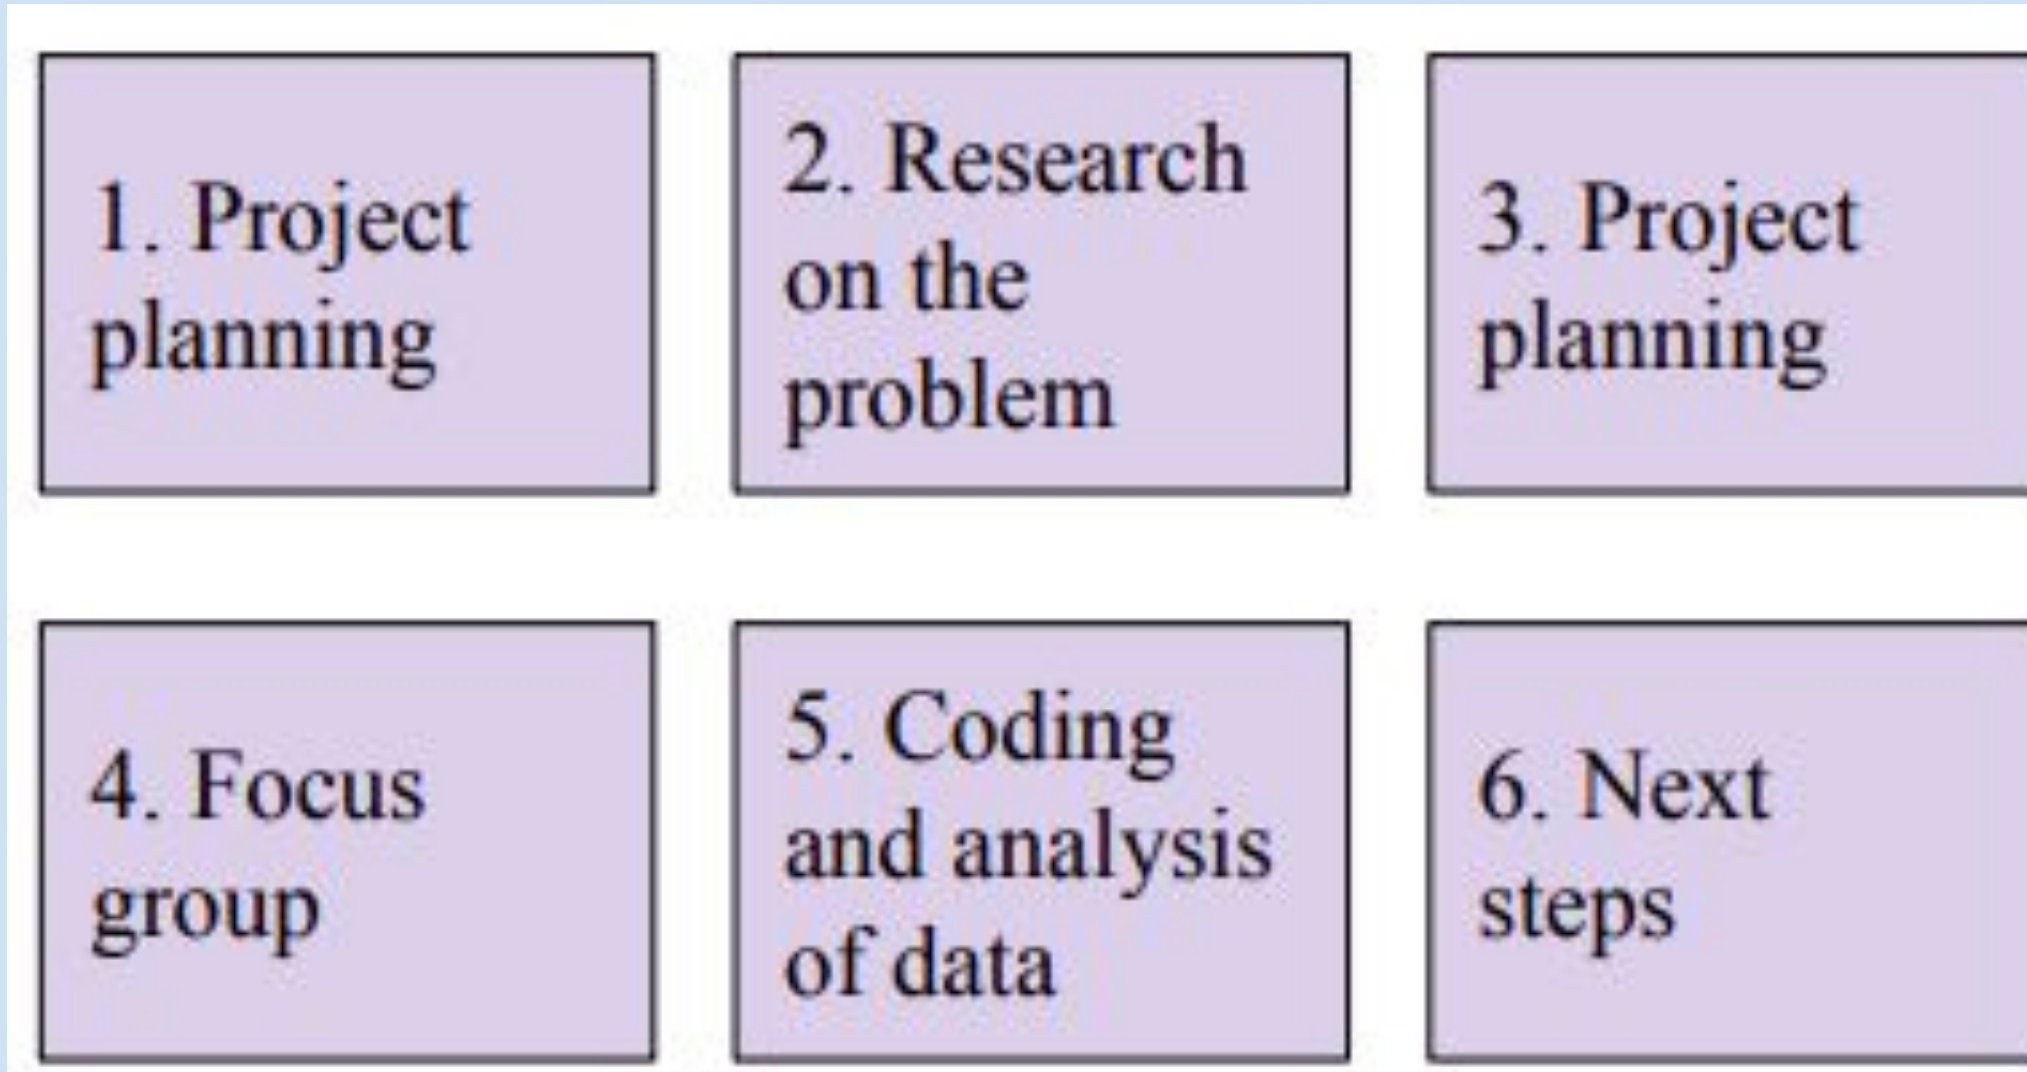 1. Project
planning
2. Research
on the
problem
3. Project
planning
4. Focus
group
5. Coding
and analysis
of data
6. Next
steps